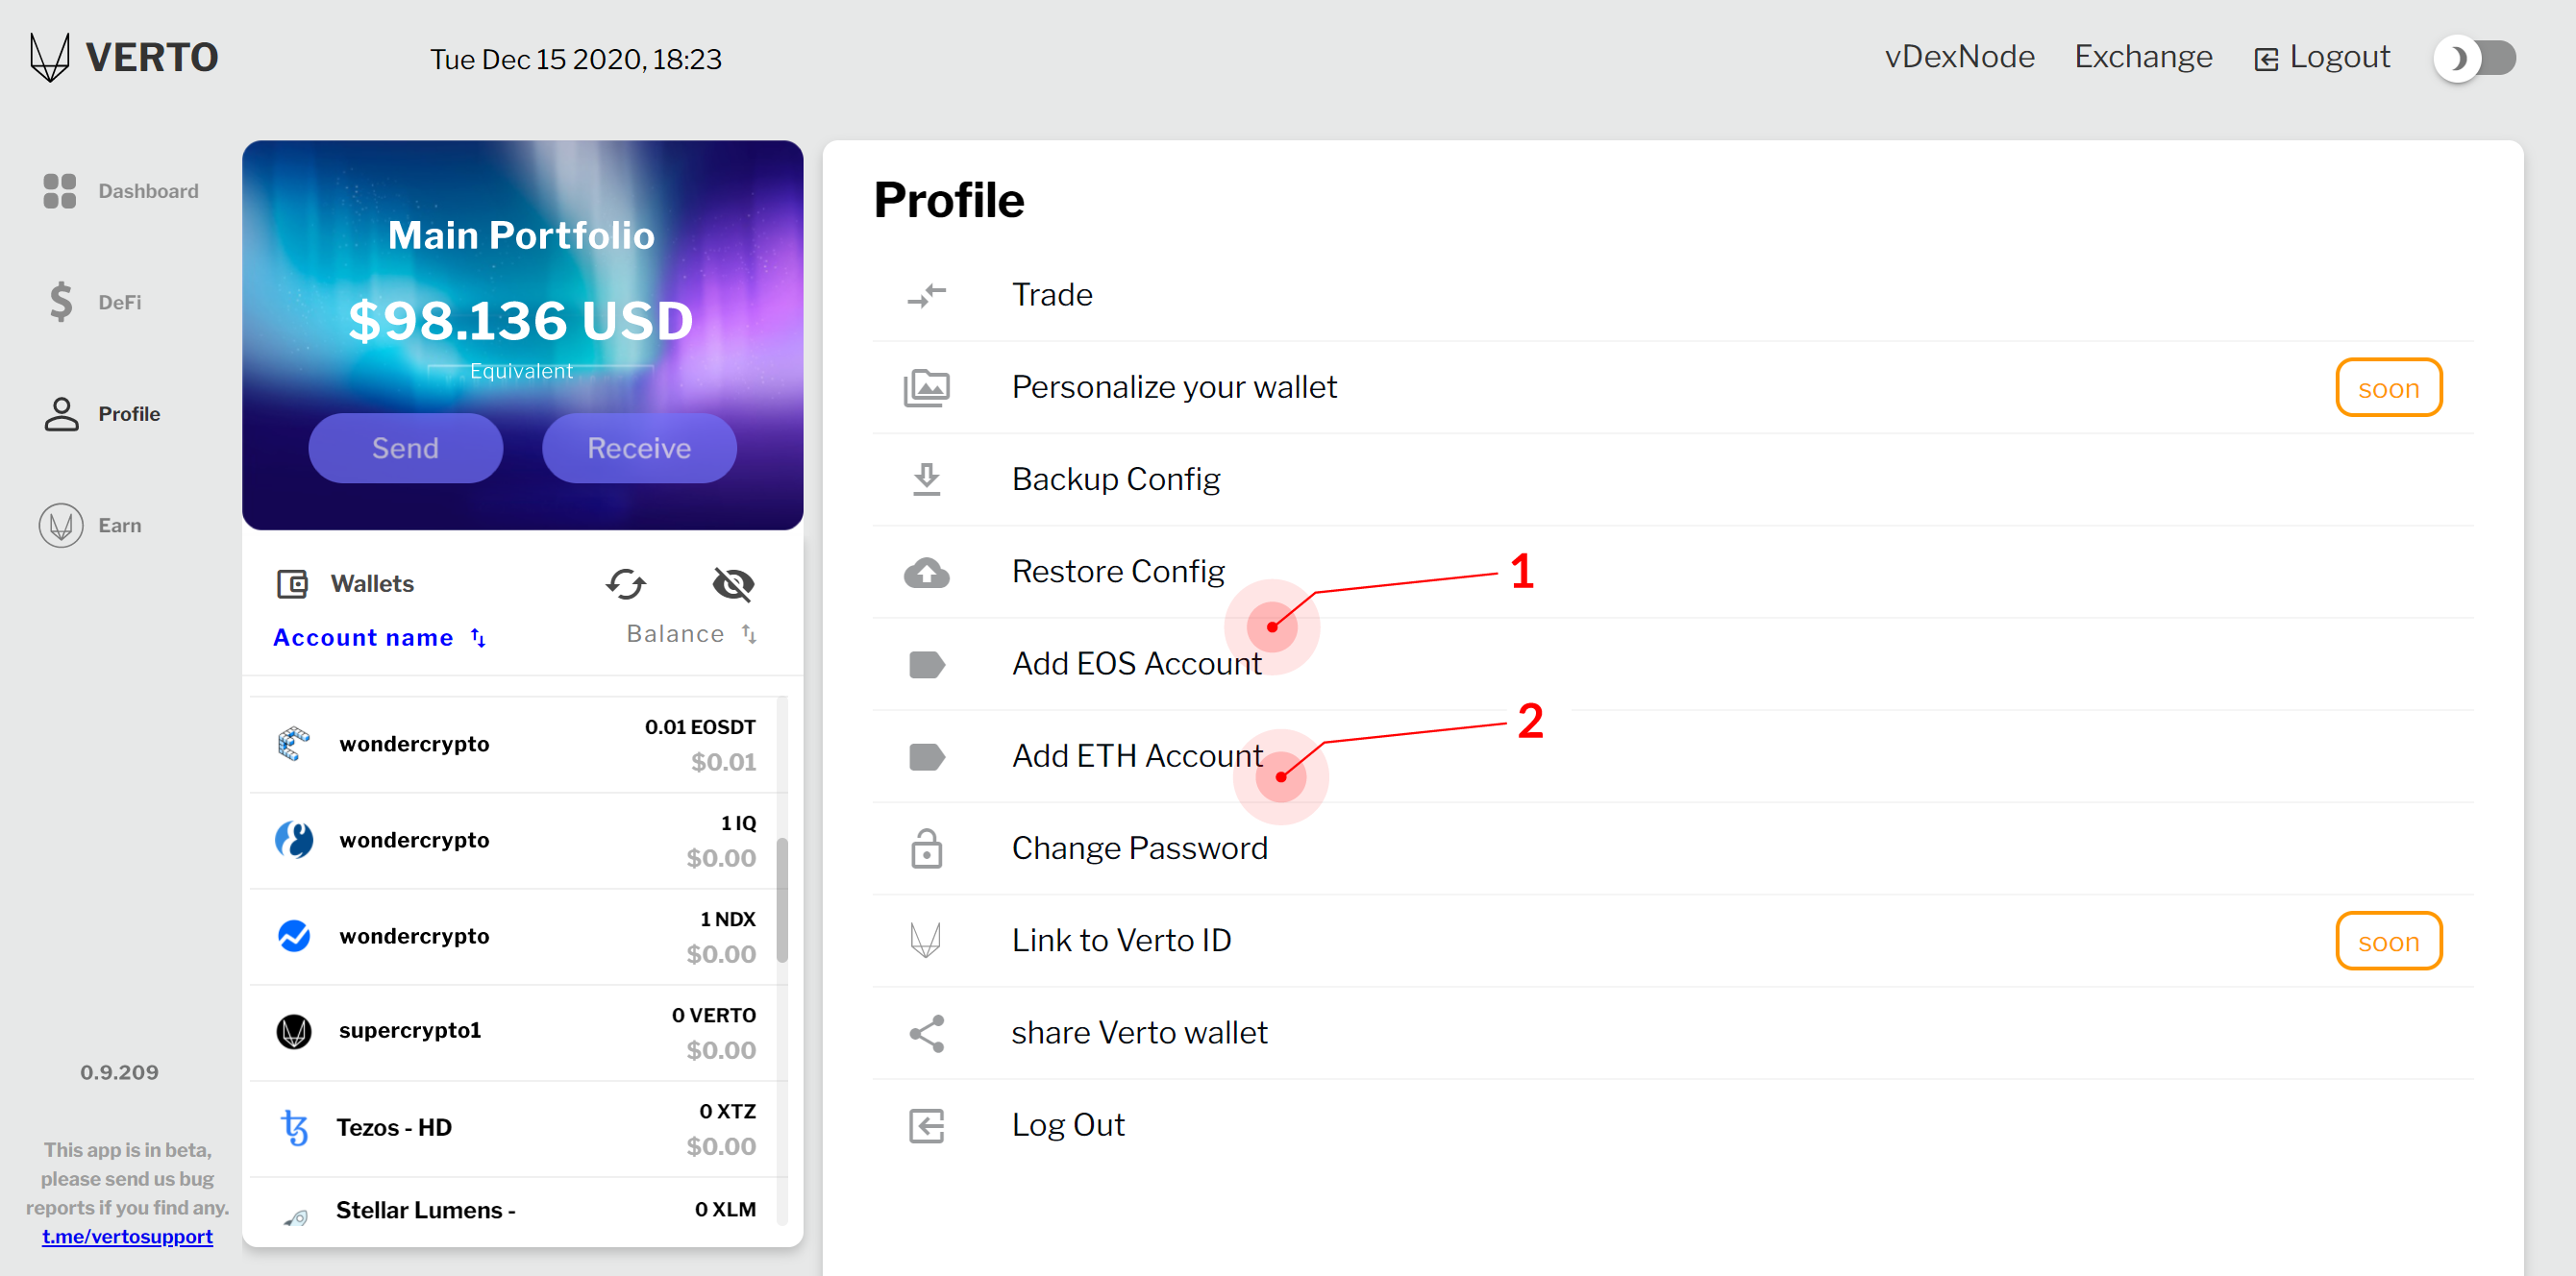 VERTO
Tue Dec 15 2020, 18:23
vDexNode
Exchange
Logout
Dashboard
DeFi
Profile
Earn
0.9.209
This app is in beta,
please send us bug
reports if you find any.
t.me/vertosupport
Main Portfolio
$98.136 USD
Equivalent
Send
Receive
Wallets
Account name
Balance
wondercrypto
0.01 EOSDT
$0.01
wondercrypto
1 IQ
$0.00
wondercrypto
1 NDX
$0.00
supercrypto1
0 VERTO
$0.00
Tezos - HD
0 XTZ
$0.00
Stellar Lumens -
0 XLM
Profile
Trade
Personalize your wallet
soon
Backup Config
Restore Config
1
Add EOS Account
2
Add ETH Account
Change Password
Link to Verto ID
soon
share Verto wallet
Log Out